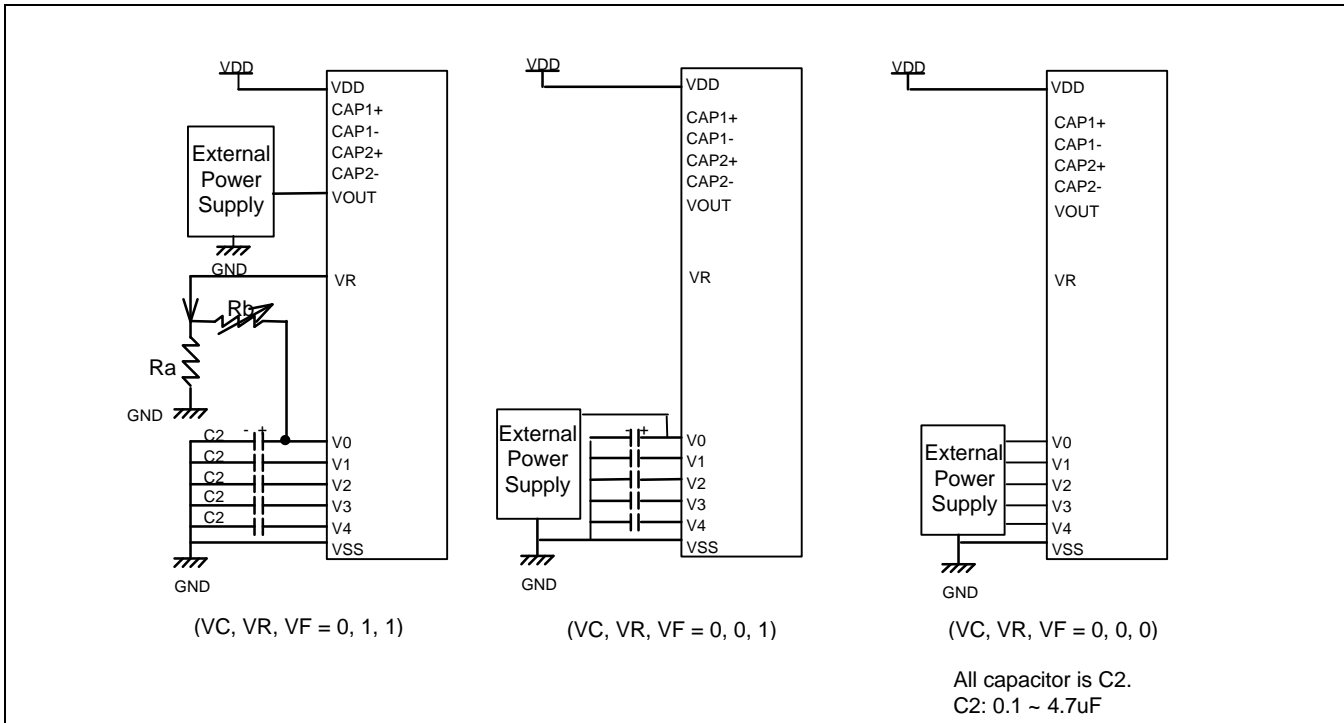 VDD
VDD
CAP1+
CAP1-
CAP2+
CAP2-
VOUT
External
Power
Supply
GND
VR
Rb
Ra
GND
- +
C2
C2
C2
C2
C2
V0
V1
V2
V3
V4
VSS
GND
(VC, VR, VF = 0, 1, 1)
VDD
VDD
CAP1+
CAP1-
CAP2+
CAP2-
VOUT
VR
External
Power
Supply
- +
V0
V1
V2
V3
V4
VSS
GND
(VC, VR, VF = 0, 0, 1)
VDD
VDD
CAP1+
CAP1-
CAP2+
CAP2-
VOUT
VR
External
Power
Supply
V0
V1
V2
V3
V4
VSS
GND
(VC, VR, VF = 0, 0, 0)
All capacitor is C2.
C2: 0.1 ~ 4.7uF